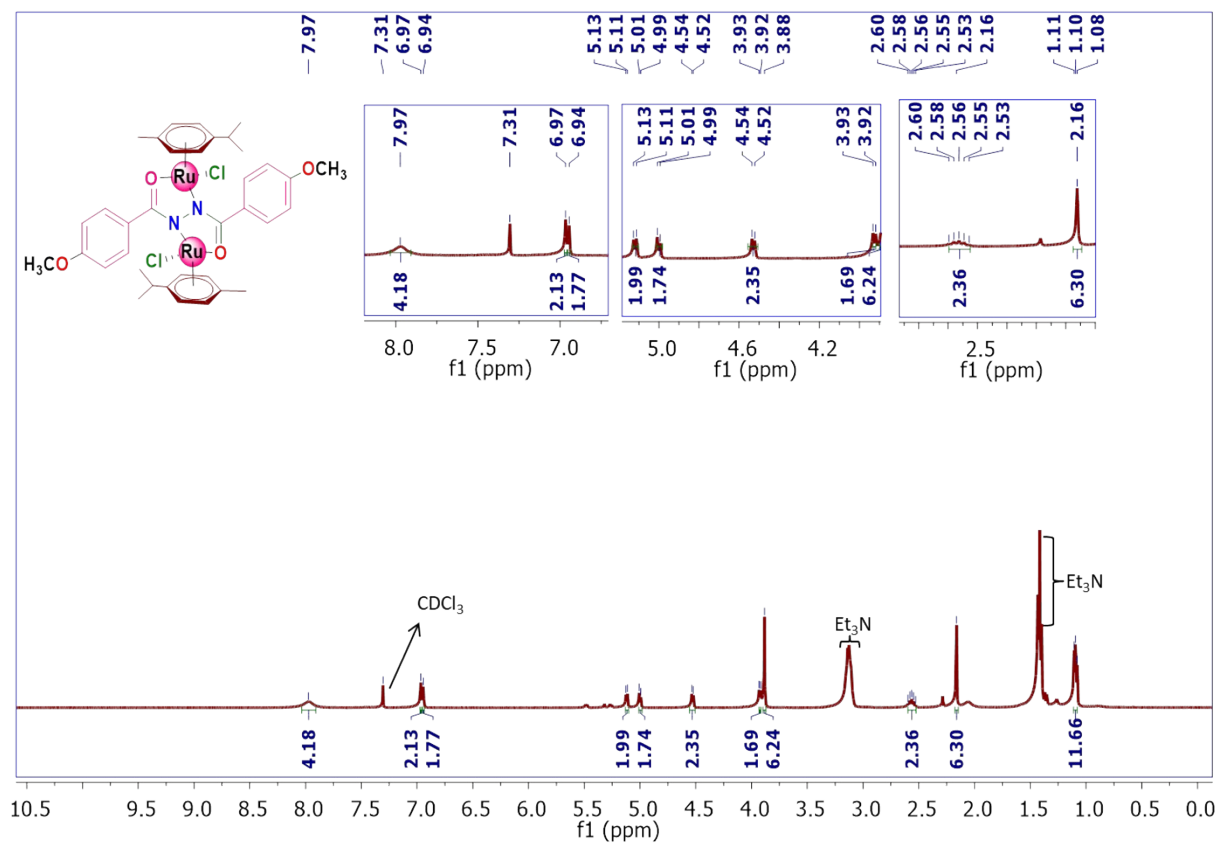 7.97 7.31 6.97 6.94 5.13 5.11 5.01 4.99 4.54 4.52 3.93 3.92 3.88 2.60 2.58 2.56 2.55 2.53 2.16 1.11 1.10 1.08
Ru
Cl
O
OCH₃
N
N
Ru
O
Cl
H₃CO
7.97 7.31 6.97 6.94
4.18 2.13 1.77
8.0 7.5 7.0
f1 (ppm)
5.13 5.11 5.01 4.99 4.54 4.52 3.93 3.92
1.99 1.74 2.35 1.69 6.24
5.0 4.6 4.2
f1 (ppm)
2.60 2.58 2.56 2.55 2.53 2.16
2.36 6.30
2.5
f1 (ppm)
CDCl₃
Et₃N
Et₃N
4.18 2.13 1.77 1.99 1.74 2.35 1.69 6.24 2.36 6.30 11.66
10.5 9.5 9.0 8.5 8.0 7.5 7.0 6.5 6.0 5.5 5.0 4.5 4.0 3.5 3.0 2.5 2.0 1.5 1.0 0.5 0.0
f1 (ppm)